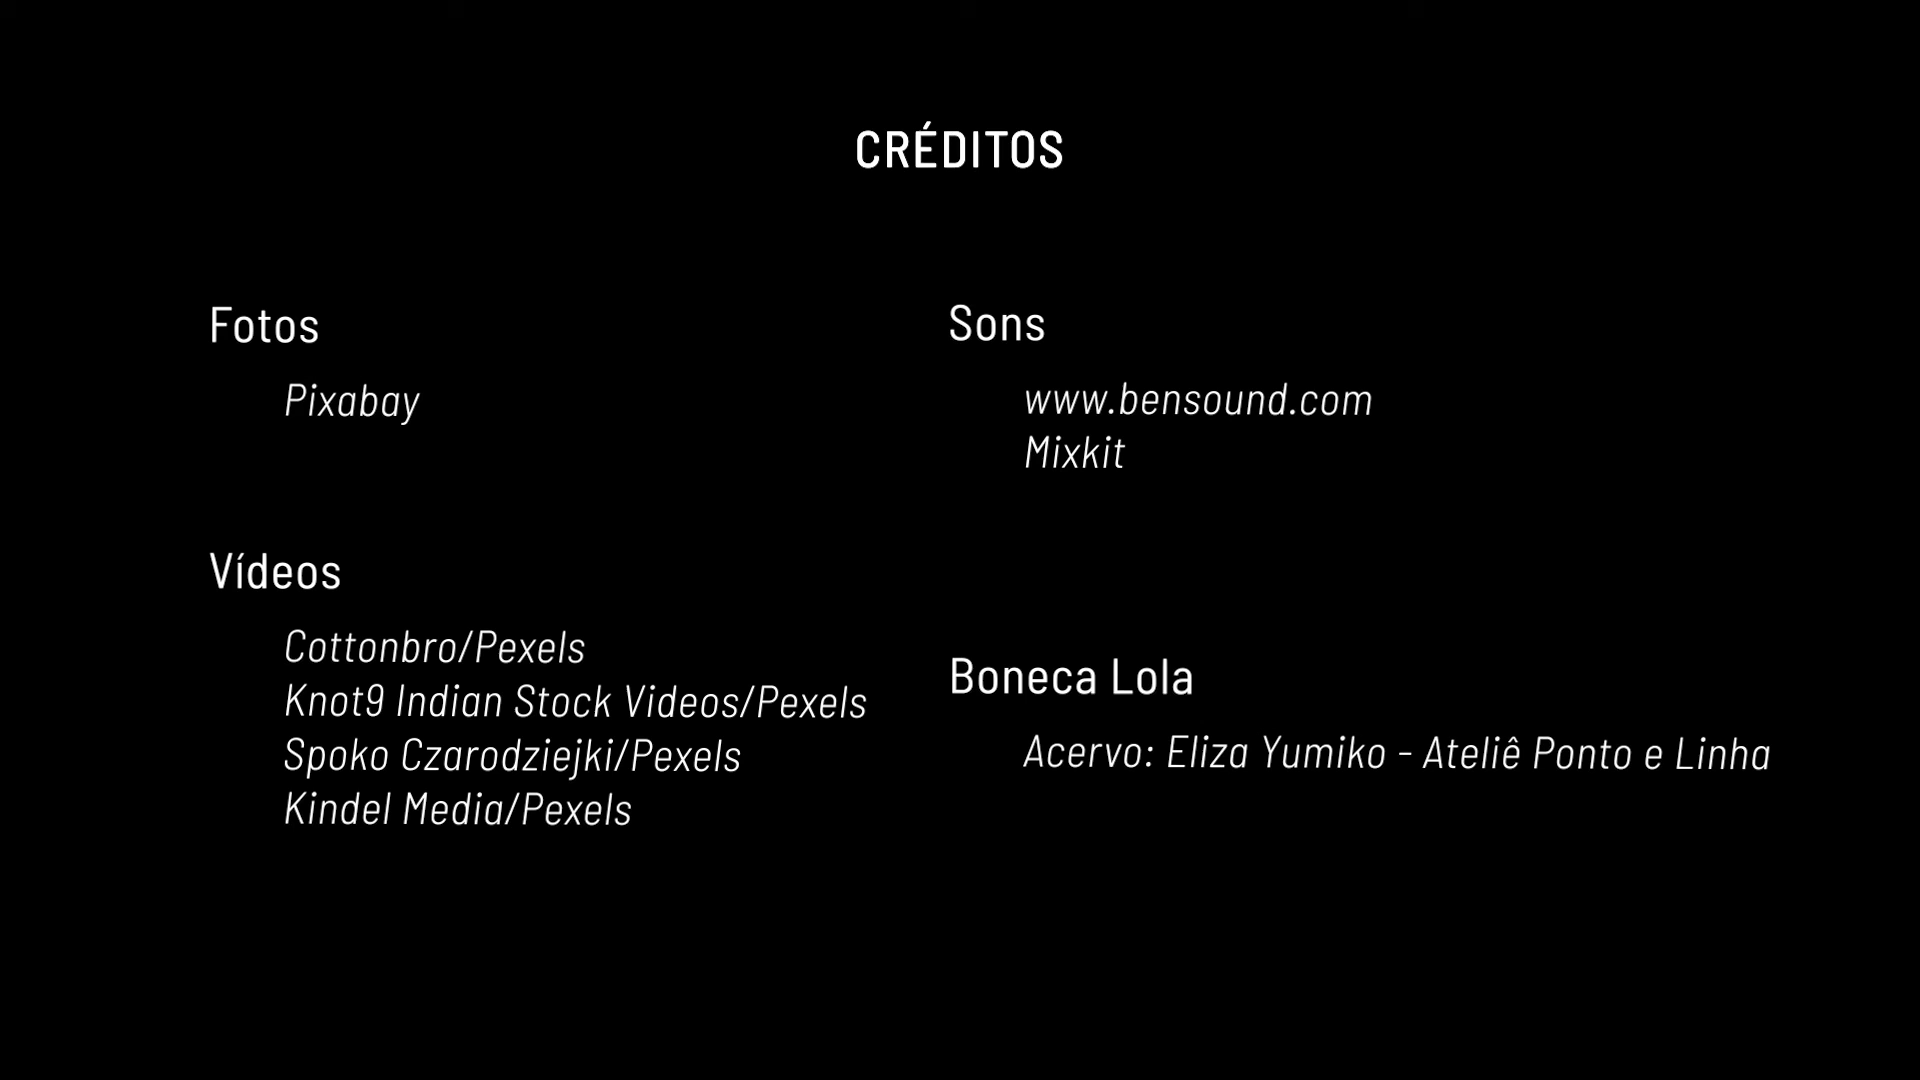 CRÉDITOS
Fotos
Pixabay
Vídeos
Cottonbro/Pexels
Knot9 Indian Stock Videos/Pexels
Spoko Czarodziejki/Pexels
Kindel Media/Pexels
Sons
www.bensound.com
Mixkit
Boneca Lola
Acervo: Eliza Yumiko - Ateliê Ponto e Linha